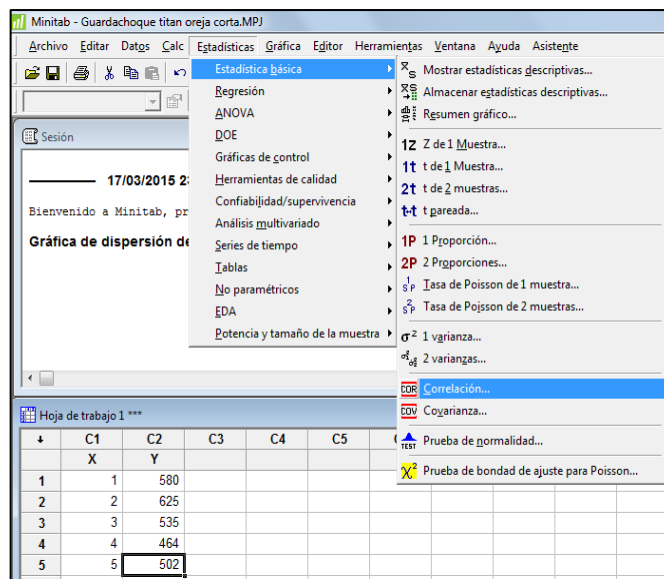 Minitab - Guardachoque titan oreja corta.MPJ
Archivo Editar Datos Calc Estadísticas Gráfica Editor Herramientas Ventana Ayuda Asistente
Estadística básica
Regresión
ANOVA
DOE
Gráficas de control
Herramientas de calidad
Confiabilidad/supervivencia
Análisis multivariado
Series de tiempo
Tablas
No paramétricos
EDA
Potencia y tamaño de la muestra
Mostrar estadísticas descriptivas...
Almacenar estadísticas descriptivas...
Resumen gráfico...
1Z Z de 1 Muestra...
1t t de 1 Muestra...
2t t de 2 muestras...
t-t t pareada...
1P 1 Proporción...
2P 2 Proporciones...
Tasa de Poisson de 1 muestra...
Tasa de Poisson de 2 muestras...
σ² 1 varianza...
2 varianzas...
COR Correlación...
COV Covarianza...
TEST Prueba de normalidad...
χ² Prueba de bondad de ajuste para Poisson...
Sesión
17/03/2015
Bienvenido a Minitab,
Gráfica de dispersión
Hoja de trabajo 1 ***
C1 C2 C3 C4 C5
X Y
1 1 580
2 2 625
3 3 535
4 4 464
5 5 502